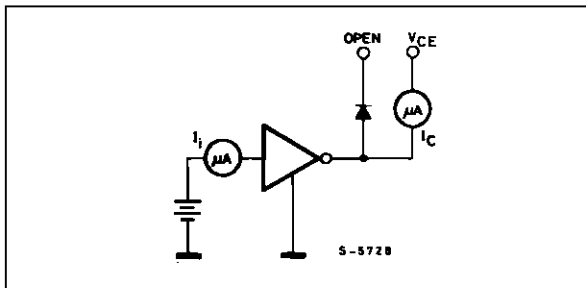 OPEN
VCE
μA
IC
Ii
μA
S-5728